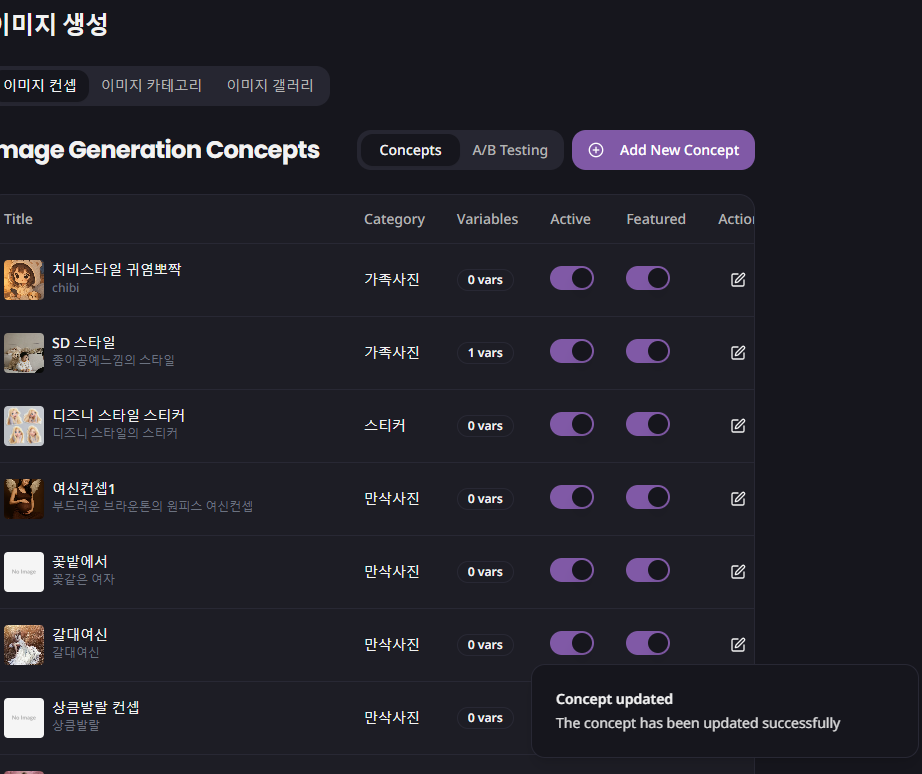 이미지 생성
이미지 컨셉 이미지 카테고리 이미지 갤러리
mage Generation Concepts Concepts A/B Testing Add New Concept
Title Category Variables Active Featured Action
치비스타일 귀염뽀짝
chibi
가족사진 0 vars
SD 스타일
종이공예느낌의 스타일
가족사진 1 vars
디즈니 스타일 스티커
디즈니 스타일의 스티커
스티커 0 vars
여신컨셉1
부드러운 브라운톤의 원피스 여신컨셉
만삭사진 0 vars
No Image
꽃밭에서
꽃같은 여자
만삭사진 0 vars
갈대여신
갈대여신
만삭사진 0 vars
No Image
상큼발랄 컨셉
상큼발랄
만삭사진 0 vars
Concept updated
The concept has been updated successfully